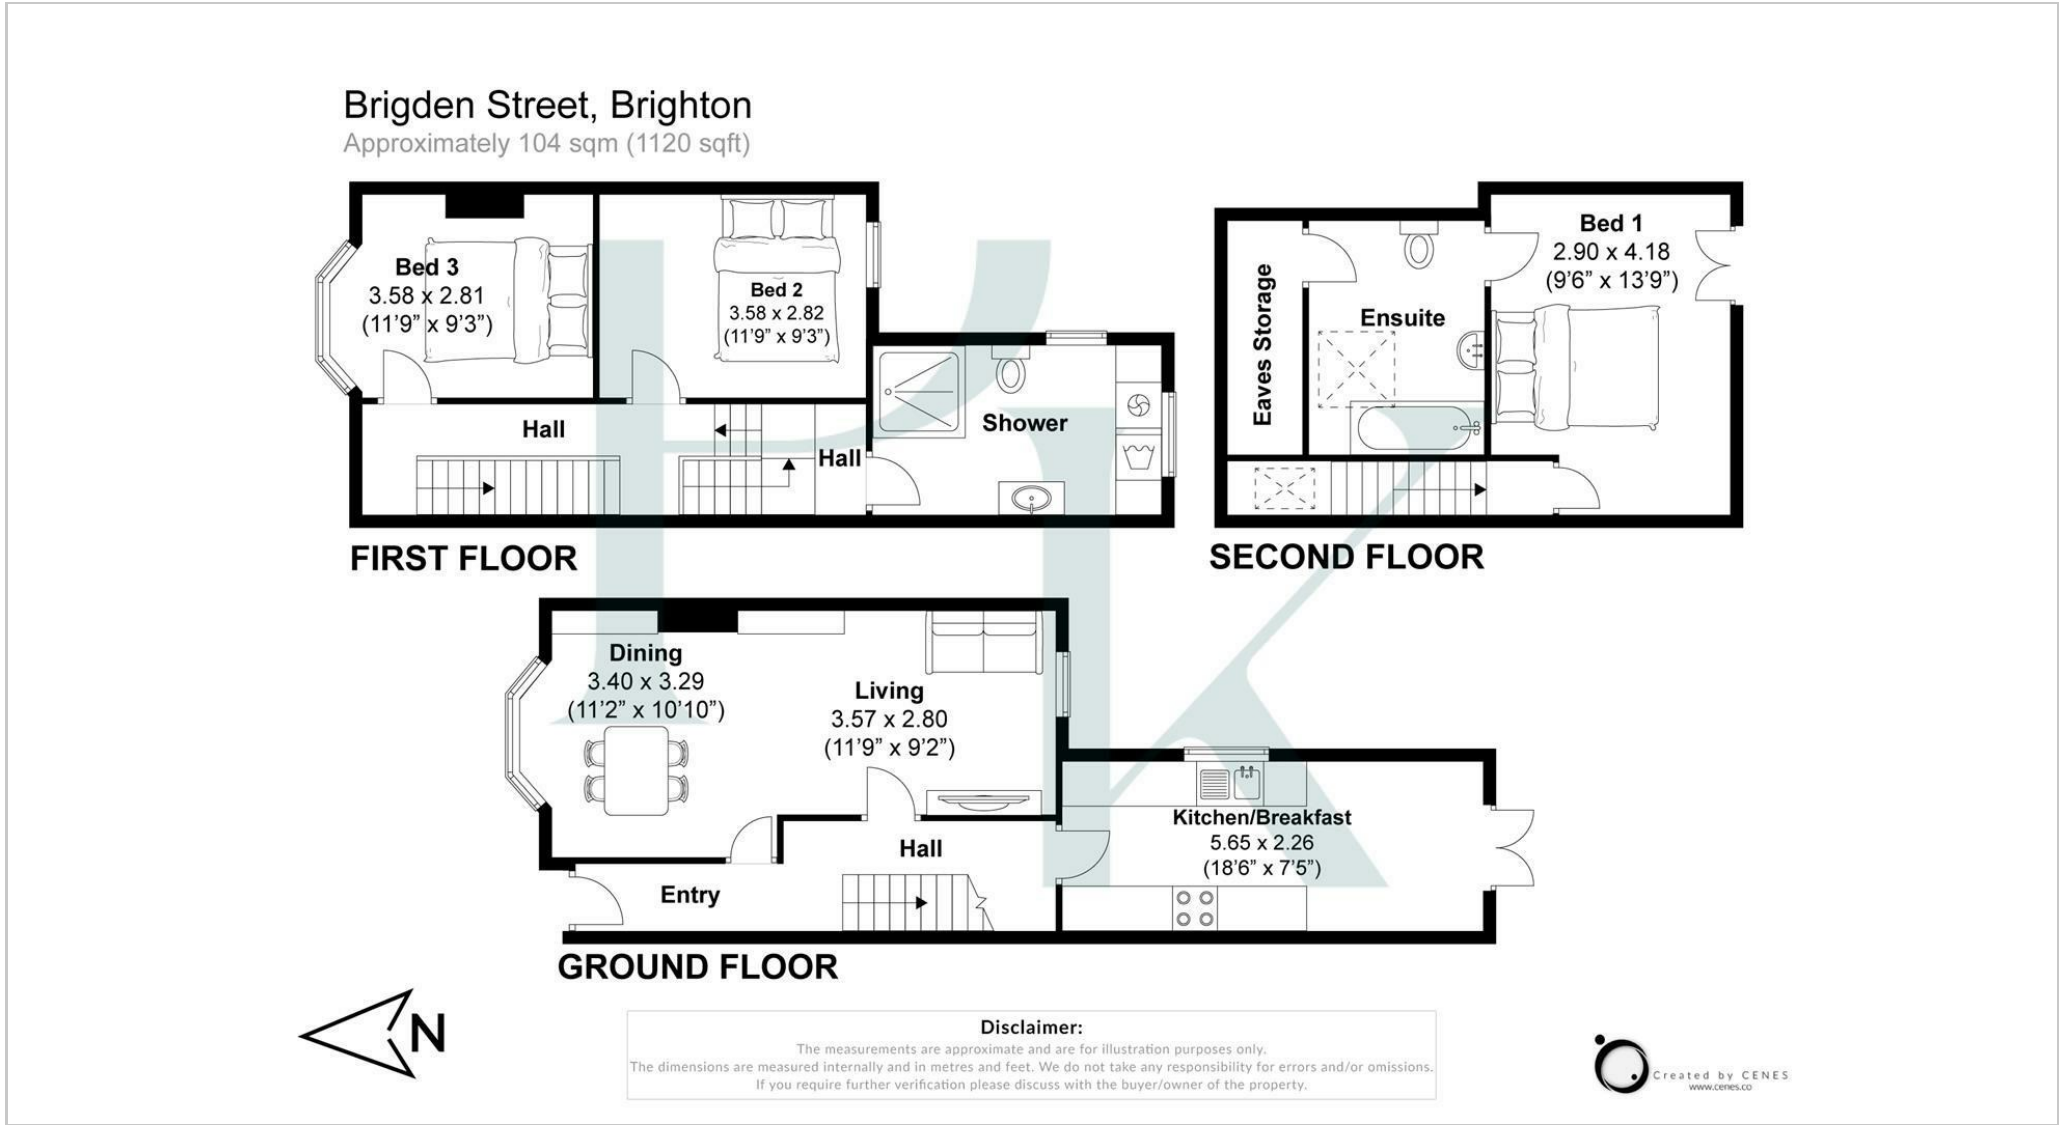 Brigden Street, Brighton
Approximately 104 sqm (1120 sqft)
Bed 3
3.58 x 2.81
(11’9” x 9’3”)
Bed 2
3.58 x 2.82
(11’9” x 9’3”)
Hall
Hall
Shower
FIRST FLOOR
Eaves Storage
Ensuite
Bed 1
2.90 x 4.18
(9’6” x 13’9”)
SECOND FLOOR
Dining
3.40 x 3.29
(11’2” x 10’10”)
Living
3.57 x 2.80
(11’9” x 9’2”)
Kitchen/Breakfast
5.65 x 2.26
(18’6” x 7’5”)
Hall
Entry
GROUND FLOOR
N
Disclaimer:
The measurements are approximate and are for illustration purposes only.
The dimensions are measured internally and in metres and feet. We do not take any responsibility for errors and/or omissions.
If you require further verification please discuss with the buyer/owner of the property.
Created by CENES
www.cenes.co